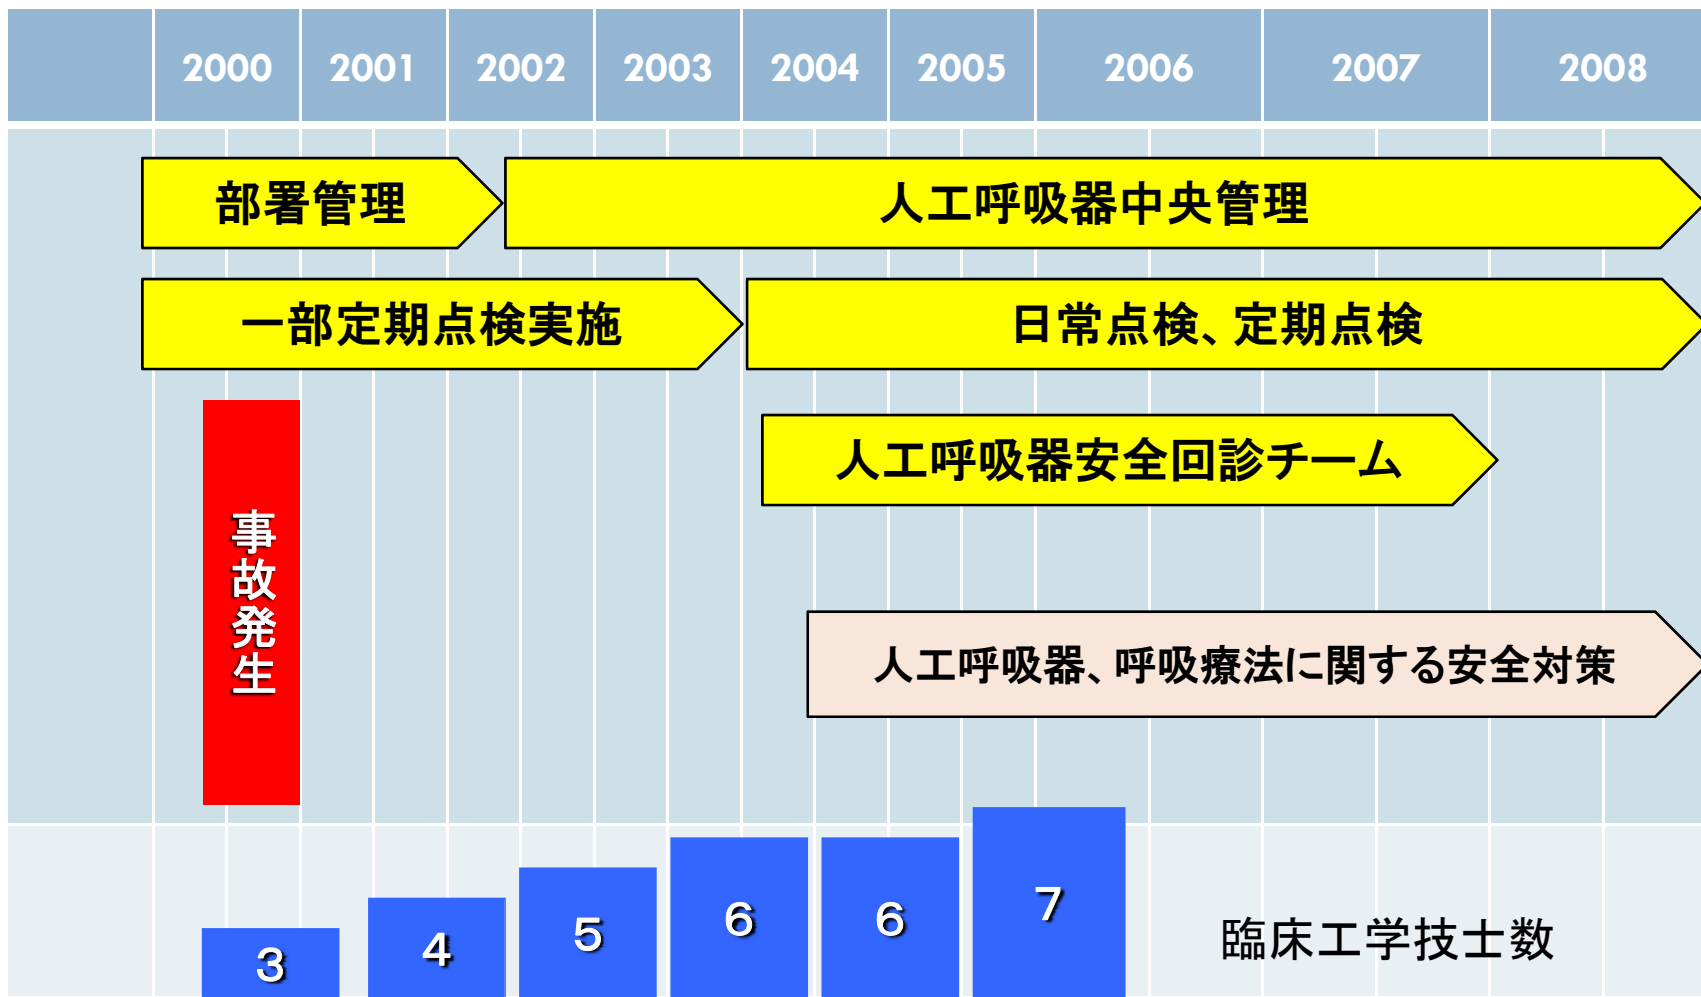 2000 2001 2002 2003 2004 2005 2006 2007 2008
部署管理 人工呼吸器中央管理
一部定期点検実施 日常点検、定期点検
人工呼吸器安全回診チーム
事故発生
人工呼吸器、呼吸療法に関する安全対策
3 4 5 6 6 7
臨床工学技士数